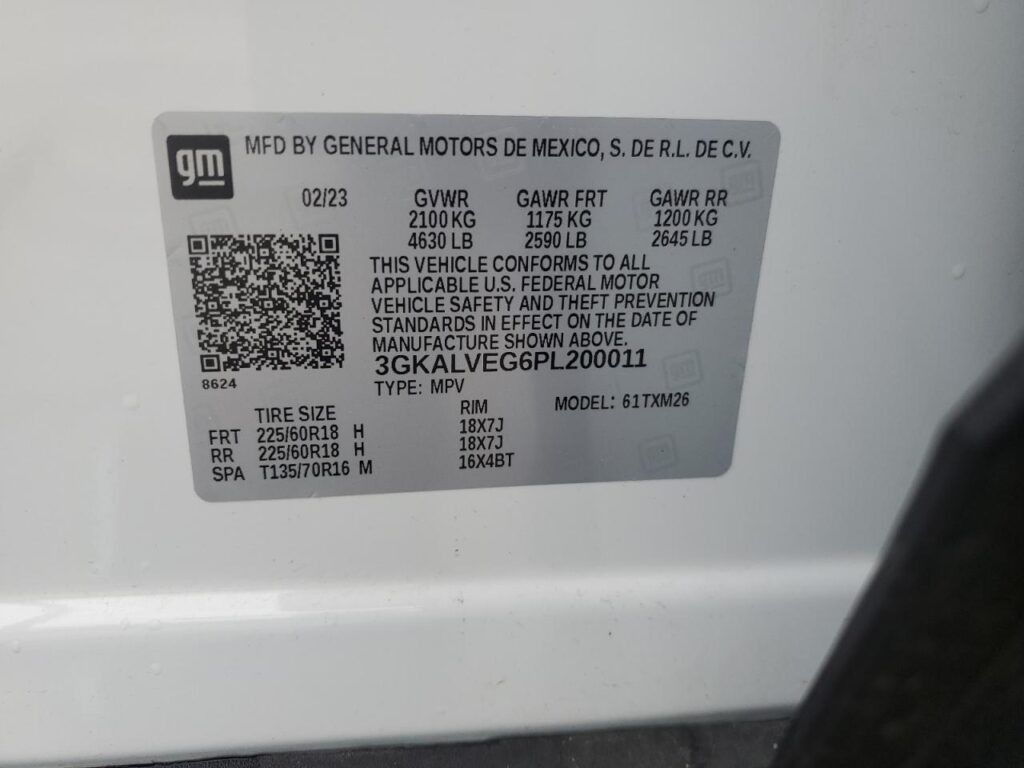 gm
MFD BY GENERAL MOTORS DE MEXICO, S. DE R.L. DE C.V.
02/23 GVWR GAWR FRT GAWR RR
2100 KG 1175 KG 1200 KG
4630 LB 2590 LB 2645 LB
THIS VEHICLE CONFORMS TO ALL
APPLICABLE U.S. FEDERAL MOTOR
VEHICLE SAFETY AND THEFT PREVENTION
STANDARDS IN EFFECT ON THE DATE OF
MANUFACTURE SHOWN ABOVE.
3GKALVEG6PL200011
8624
TYPE: MPV MODEL: 61TXM26
TIRE SIZE RIM
FRT 225/60R18 H 18X7J
RR 225/60R18 H 18X7J
SPA T135/70R16 M 16X4BT